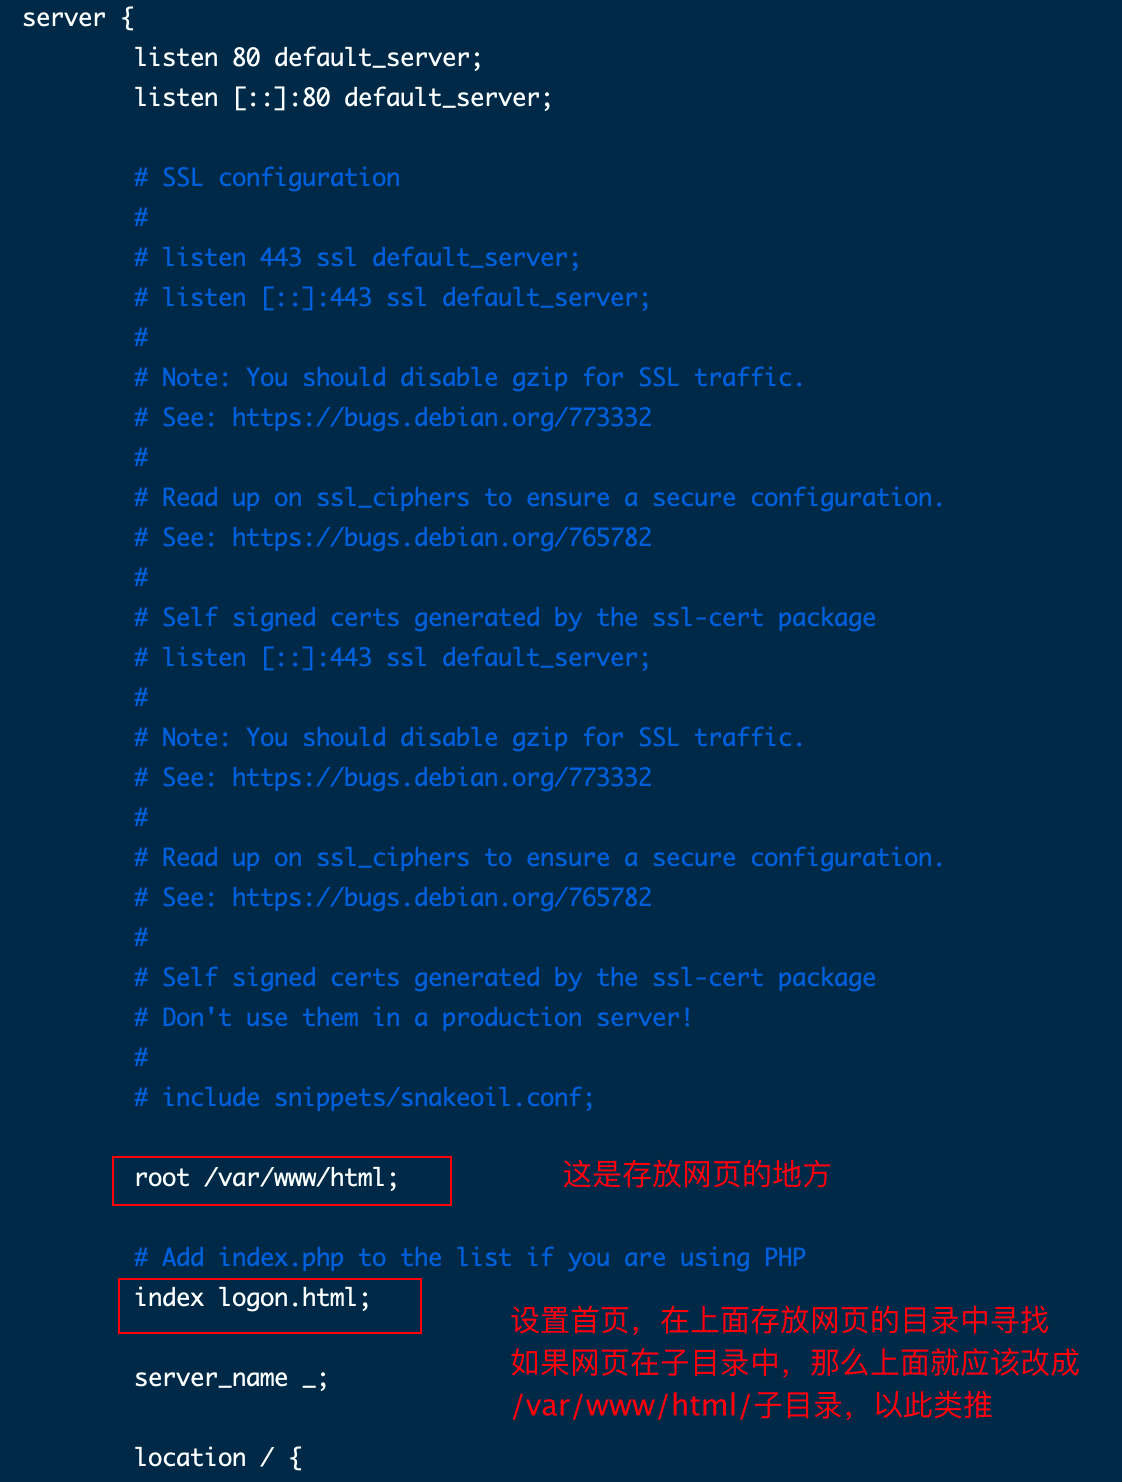 server {
listen 80 default_server;
listen [::]:80 default_server;
# SSL configuration
#
# listen 443 ssl default_server;
# listen [::]:443 ssl default_server;
#
# Note: You should disable gzip for SSL traffic.
# See: https://bugs.debian.org/773332
#
# Read up on ssl_ciphers to ensure a secure configuration.
# See: https://bugs.debian.org/765782
#
# Self signed certs generated by the ssl-cert package
# listen [::]:443 ssl default_server;
#
# Note: You should disable gzip for SSL traffic.
# See: https://bugs.debian.org/773332
#
# Read up on ssl_ciphers to ensure a secure configuration.
# See: https://bugs.debian.org/765782
#
# Self signed certs generated by the ssl-cert package
# Don't use them in a production server!
#
# include snippets/snakeoil.conf;
root /var/www/html;
这是存放网页的地方
# Add index.php to the list if you are using PHP
index logon.html;
设置首页，在上面存放网页的目录中寻找
如果网页在子目录中，那么上面就应该改成
/var/www/html/子目录，以此类推
server_name _;
location / {